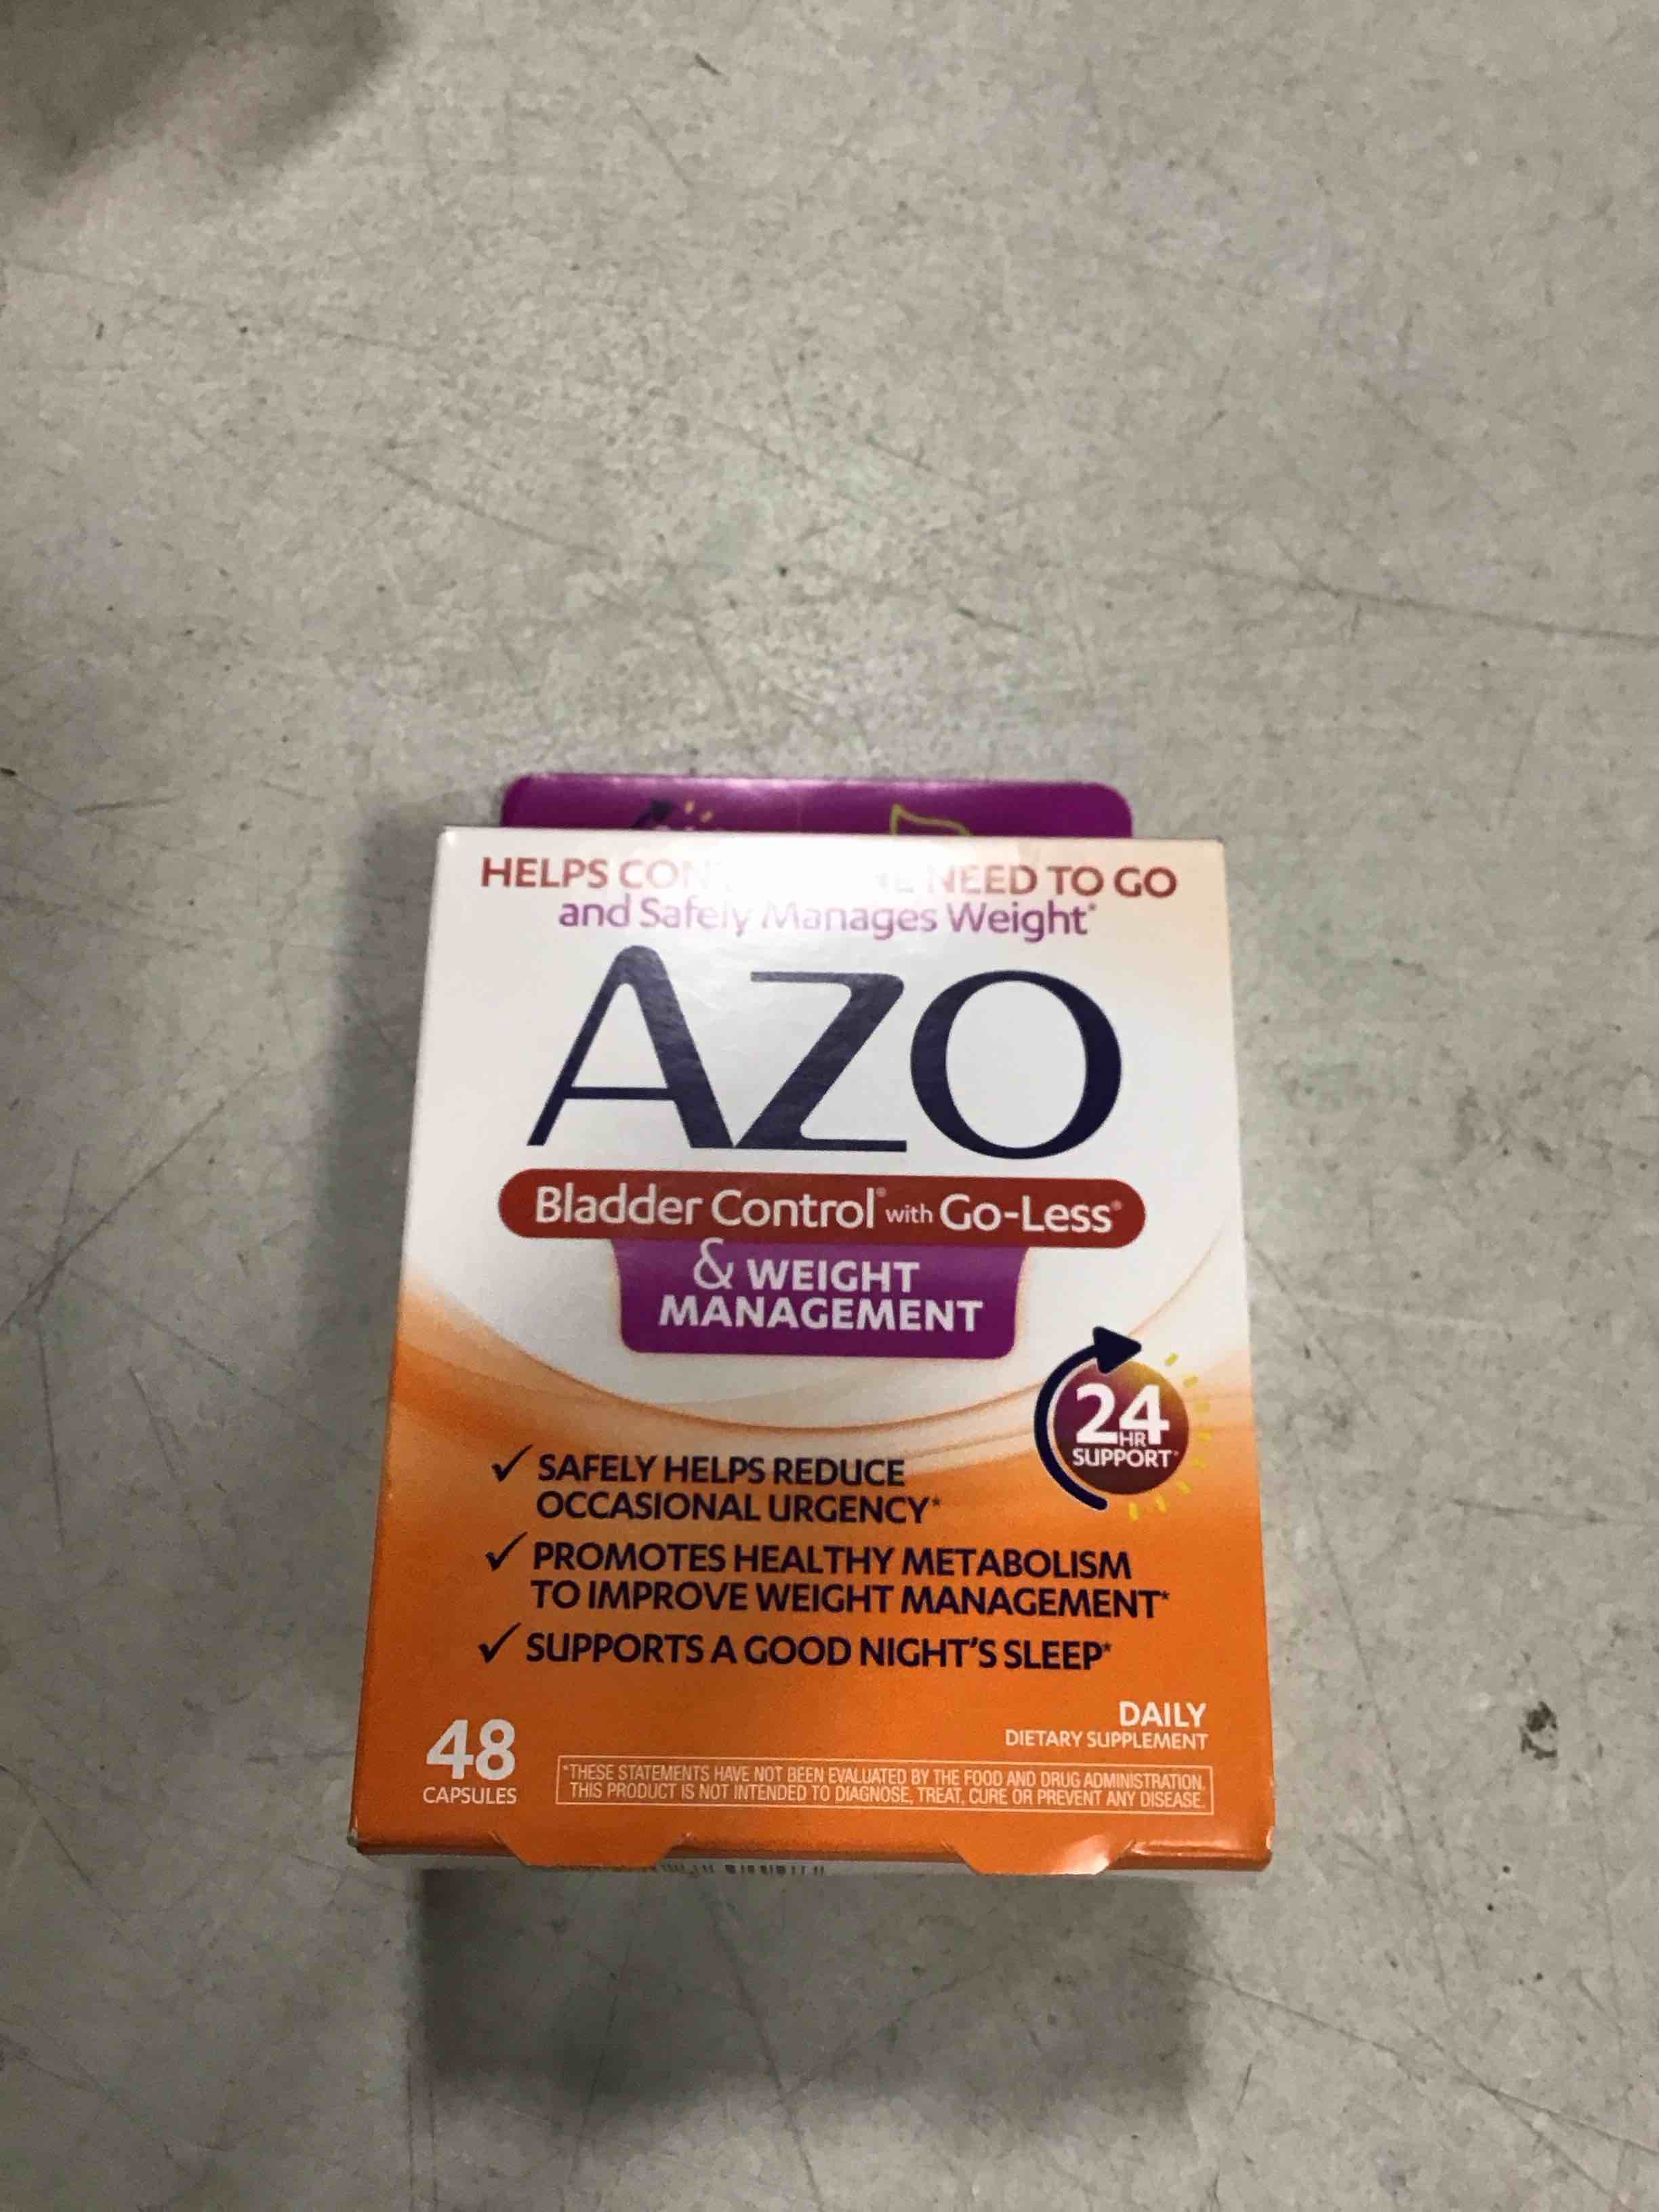 HELPS NEED TO GO
and Safely Manages Weight*
AZO
Bladder Control® with Go-Less®
& WEIGHT
MANAGEMENT
24
HR
SUPPORT*
✓ SAFELY HELPS REDUCE
OCCASIONAL URGENCY*
✓ PROMOTES HEALTHY METABOLISM
TO IMPROVE WEIGHT MANAGEMENT*
✓ SUPPORTS A GOOD NIGHT'S SLEEP*
DAILY
DIETARY SUPPLEMENT
48
CAPSULES
*THESE STATEMENTS HAVE NOT BEEN EVALUATED BY THE FOOD AND DRUG ADMINISTRATION.
THIS PRODUCT IS NOT INTENDED TO DIAGNOSE, TREAT, CURE OR PREVENT ANY DISEASE.